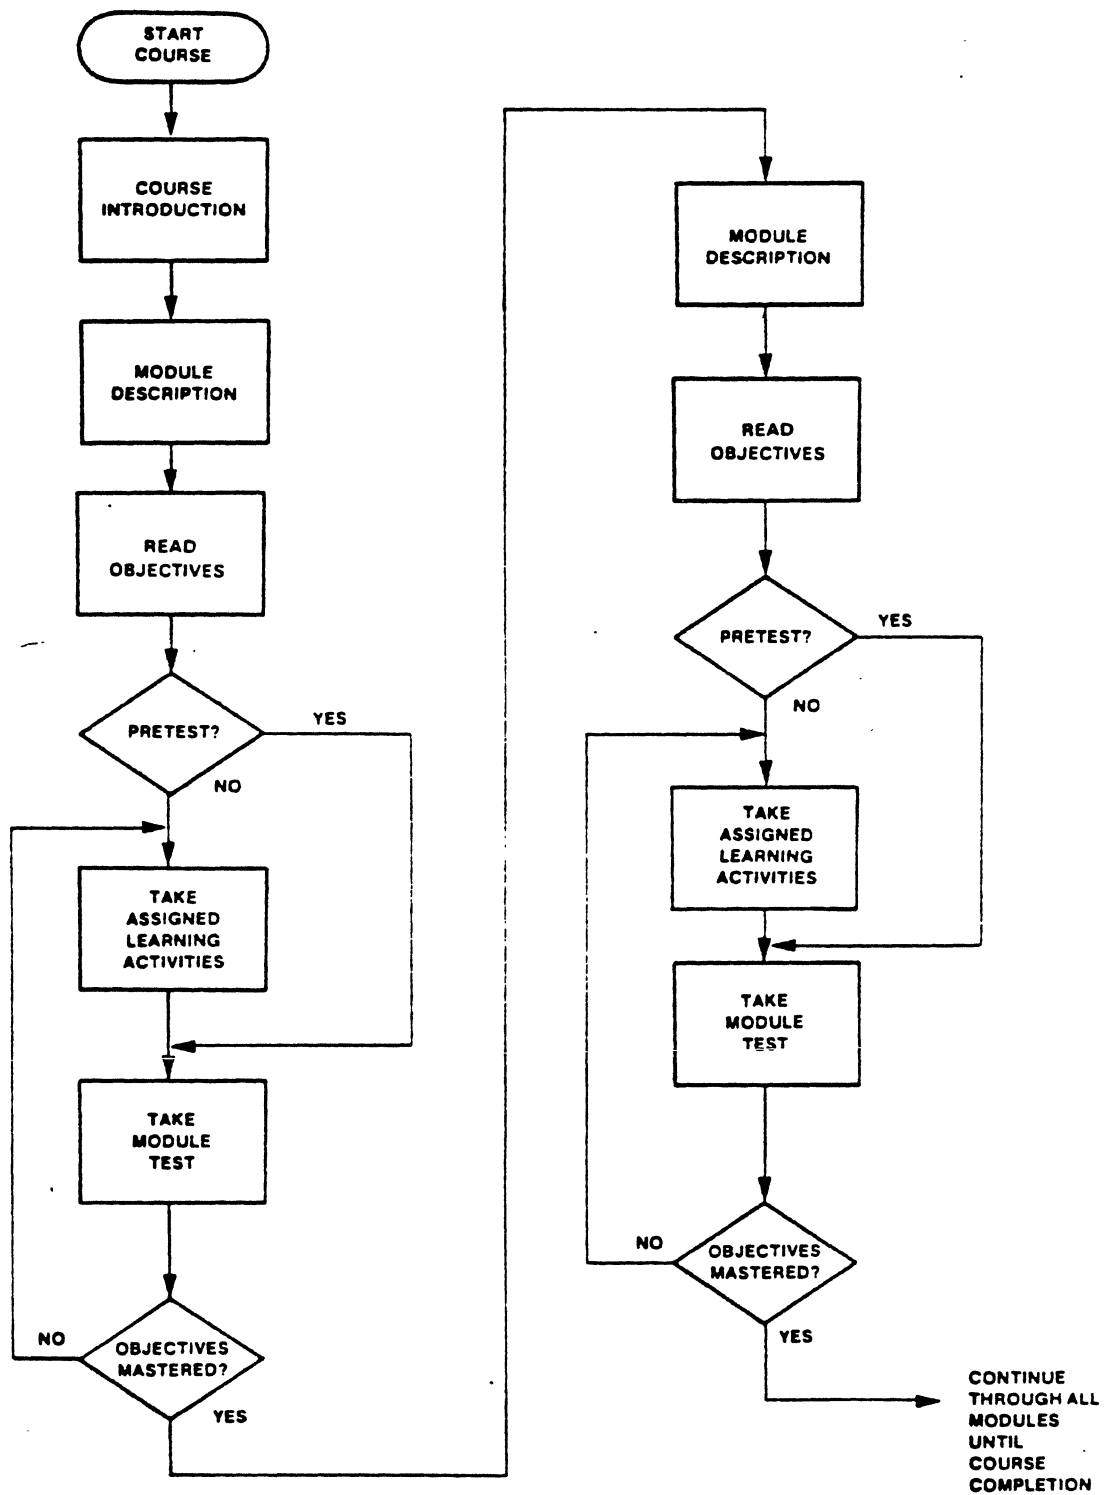 START
COURSE
COURSE
INTRODUCTION
MODULE
DESCRIPTION
READ
OBJECTIVES
PRETEST?
YES
NO
TAKE
ASSIGNED
LEARNING
ACTIVITIES
TAKE
MODULE
TEST
OBJECTIVES
MASTERED?
NO
YES
MODULE
DESCRIPTION
READ
OBJECTIVES
PRETEST?
YES
NO
TAKE
ASSIGNED
LEARNING
ACTIVITIES
TAKE
MODULE
TEST
OBJECTIVES
MASTERED?
NO
YES
CONTINUE
THROUGH ALL
MODULES
UNTIL
COURSE
COMPLETION